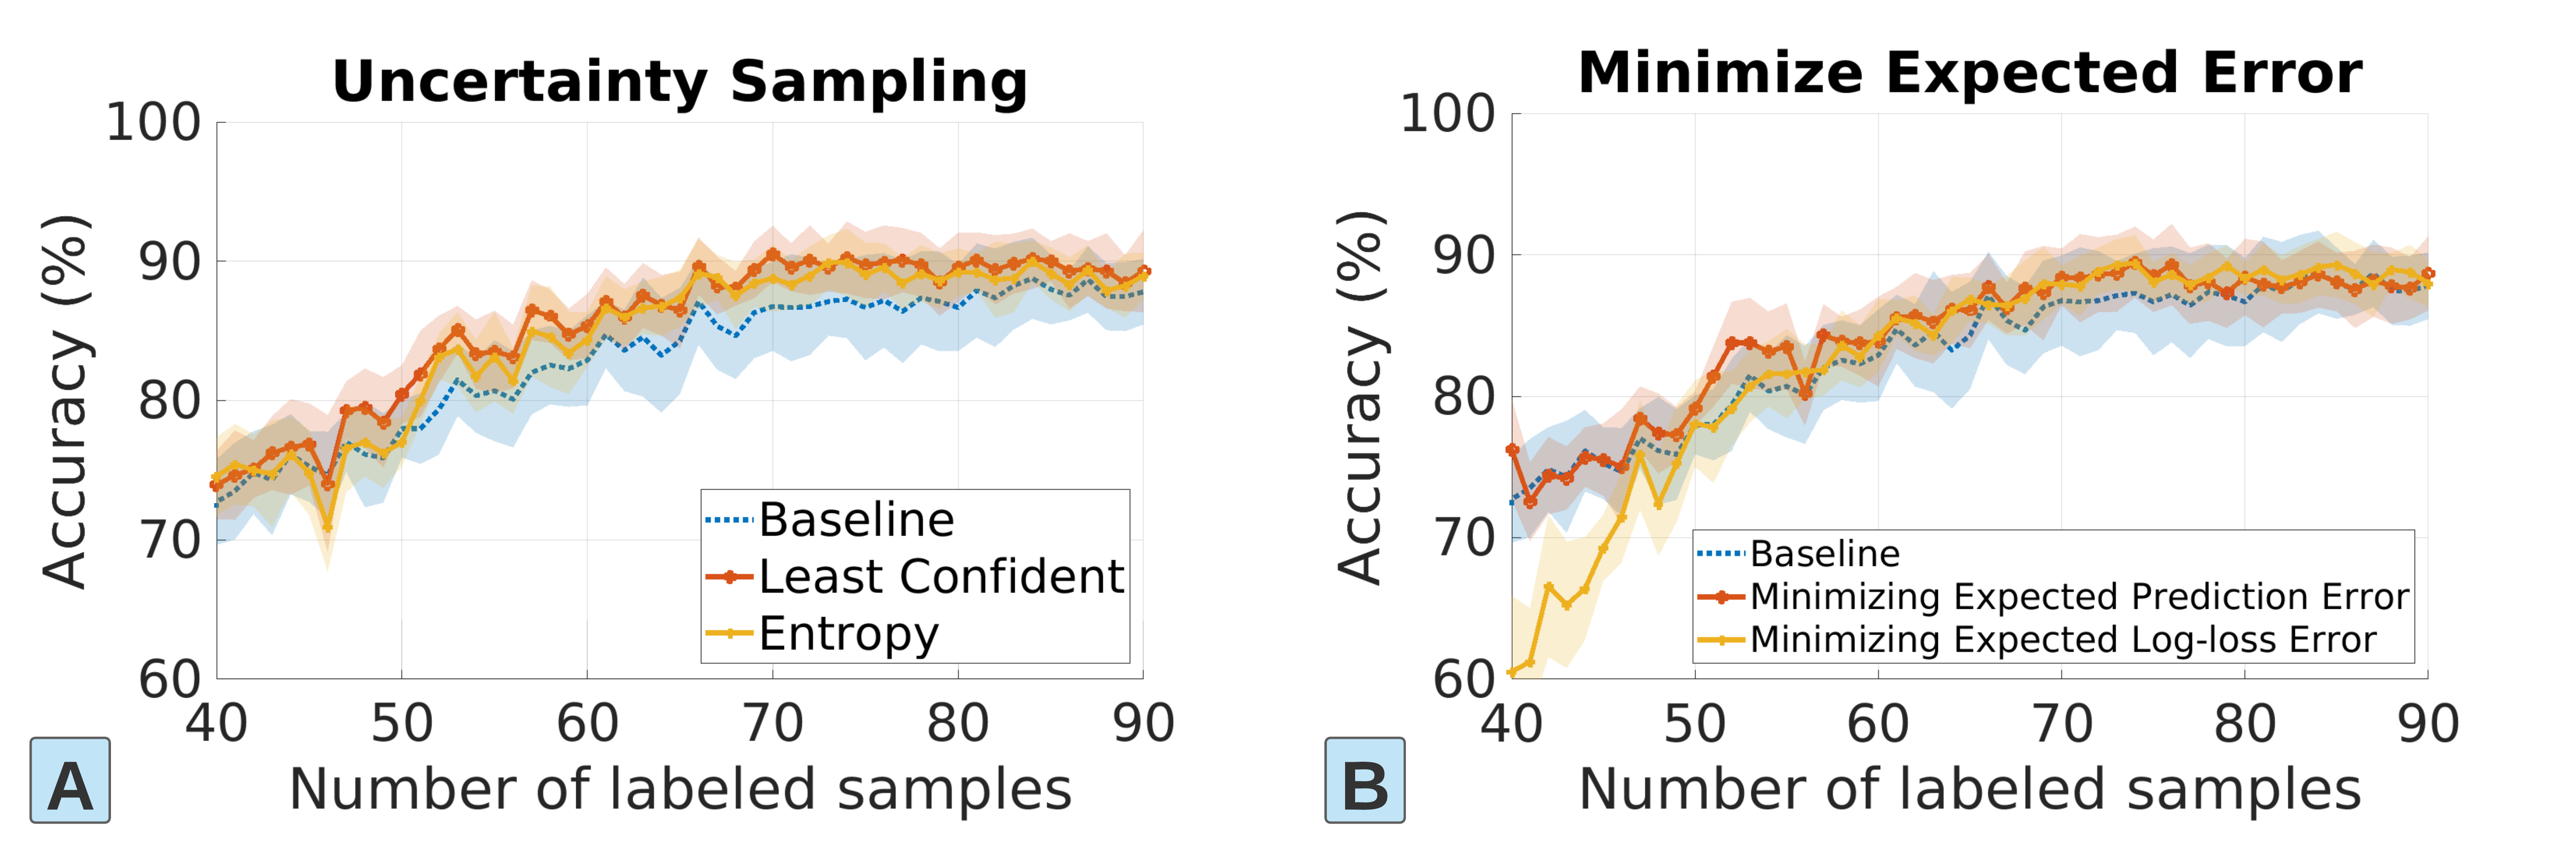 Uncertainty Sampling
100
90
80
70
60
Accuracy (%)
40 50 60 70 80 90
Number of labeled samples
Baseline
Least Confident
Entropy
A
Minimize Expected Error
100
90
80
70
60
Accuracy (%)
40 50 60 70 80 90
Number of labeled samples
Baseline
Minimizing Expected Prediction Error
Minimizing Expected Log-loss Error
B